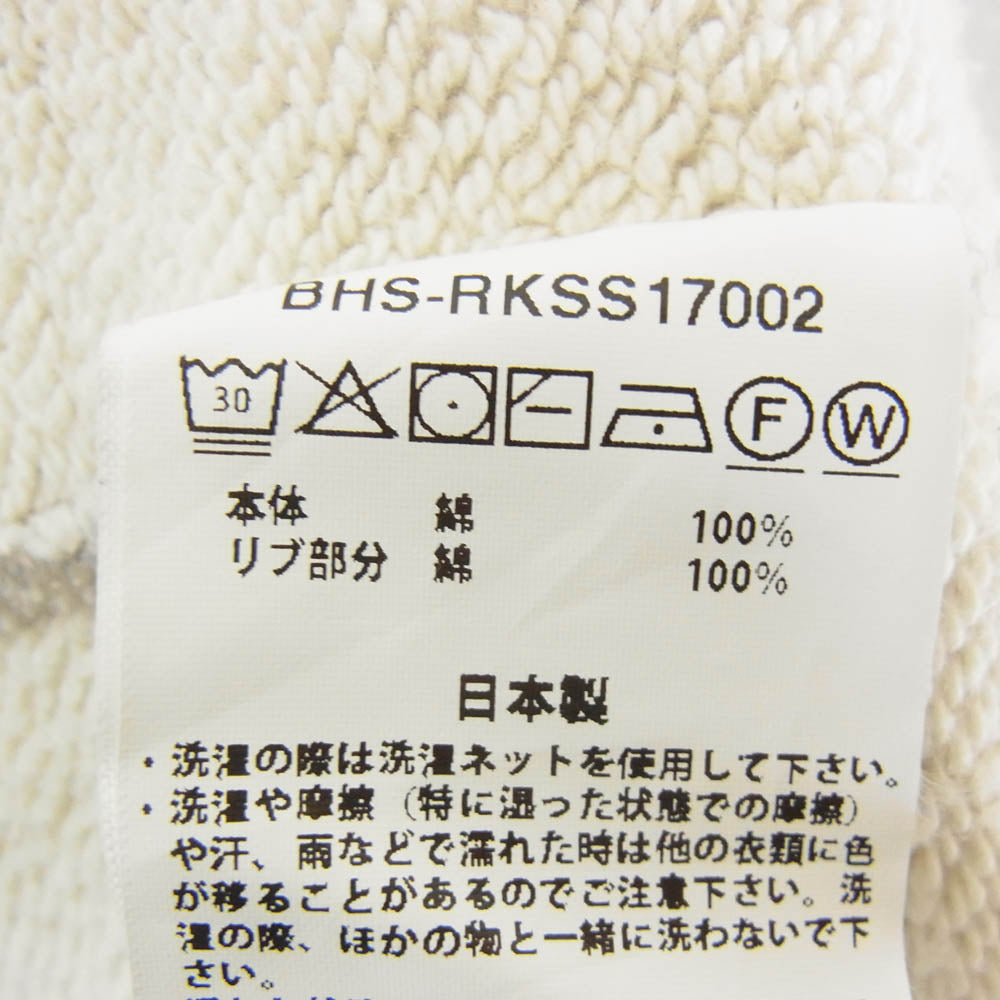 BHS-RKSS17002
30 F W
本体 綿 100%
リブ部分 綿 100%
日本製
・洗濯の際は洗濯ネットを使用して下さい。
・洗濯や摩擦（特に湿った状態での摩擦）
や汗、雨などで濡れた時は他の衣類に色
が移ることがあるのでご注意下さい。洗
濯の際、ほかの物と一緒に洗わないで下
さい。